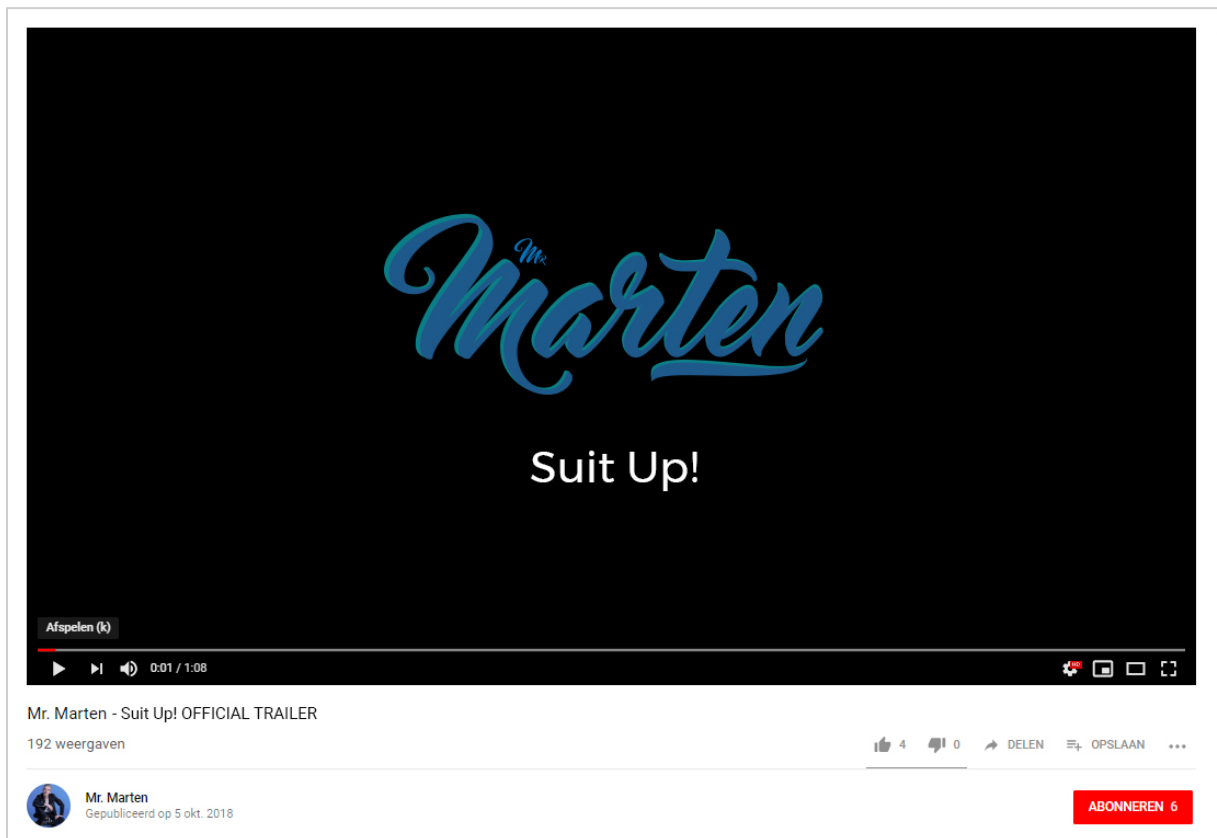 Mr.
Marten
Suit Up!
Afspelen (k)
0:01 / 1:08
HD
Mr. Marten - Suit Up! OFFICIAL TRAILER
192 weergaven
4 0 DELEN OPSLAAN
Mr. Marten
Gepubliceerd op 5 okt. 2018
ABONNEREN 6